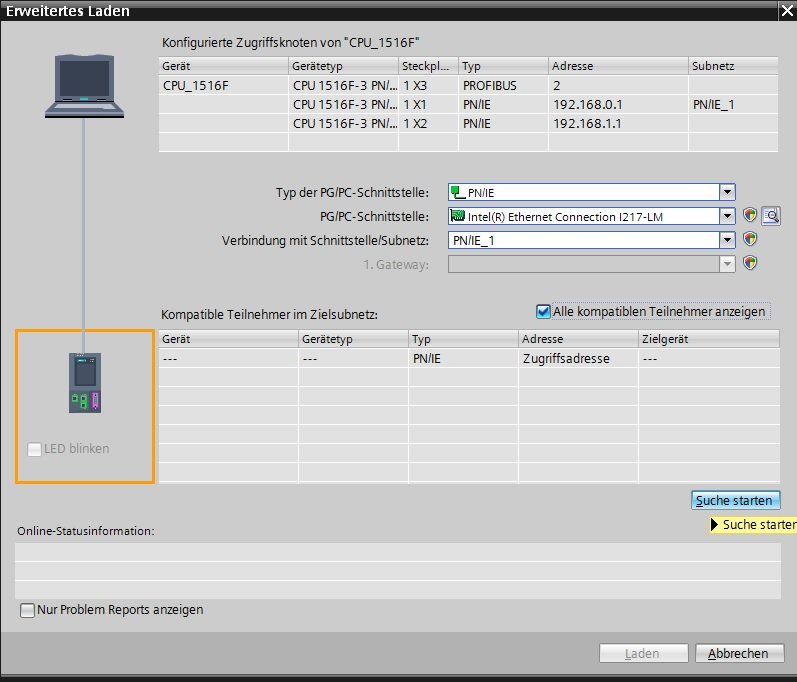 Erweitertes Laden
Konfigurierte Zugriffsknoten von "CPU_1516F"
Gerät Gerätetyp Steckpl... Typ Adresse Subnetz
CPU_1516F CPU 1516F-3 PN/... 1 X3 PROFIBUS 2
CPU 1516F-3 PN/... 1 X1 PN/IE 192.168.0.1 PN/IE_1
CPU 1516F-3 PN/... 1 X2 PN/IE 192.168.1.1
Typ der PG/PC-Schnittstelle: PN/IE
PG/PC-Schnittstelle: Intel(R) Ethernet Connection I217-LM
Verbindung mit Schnittstelle/Subnetz: PN/IE_1
1. Gateway:
Kompatible Teilnehmer im Zielsubnetz: Alle kompatiblen Teilnehmer anzeigen
Gerät Gerätetyp Typ Adresse Zielgerät
--- --- PN/IE Zugriffsadresse ---
LED blinken
Suche starten
Suche starten
Online-Statusinformation:
Nur Problem Reports anzeigen
Laden Abbrechen